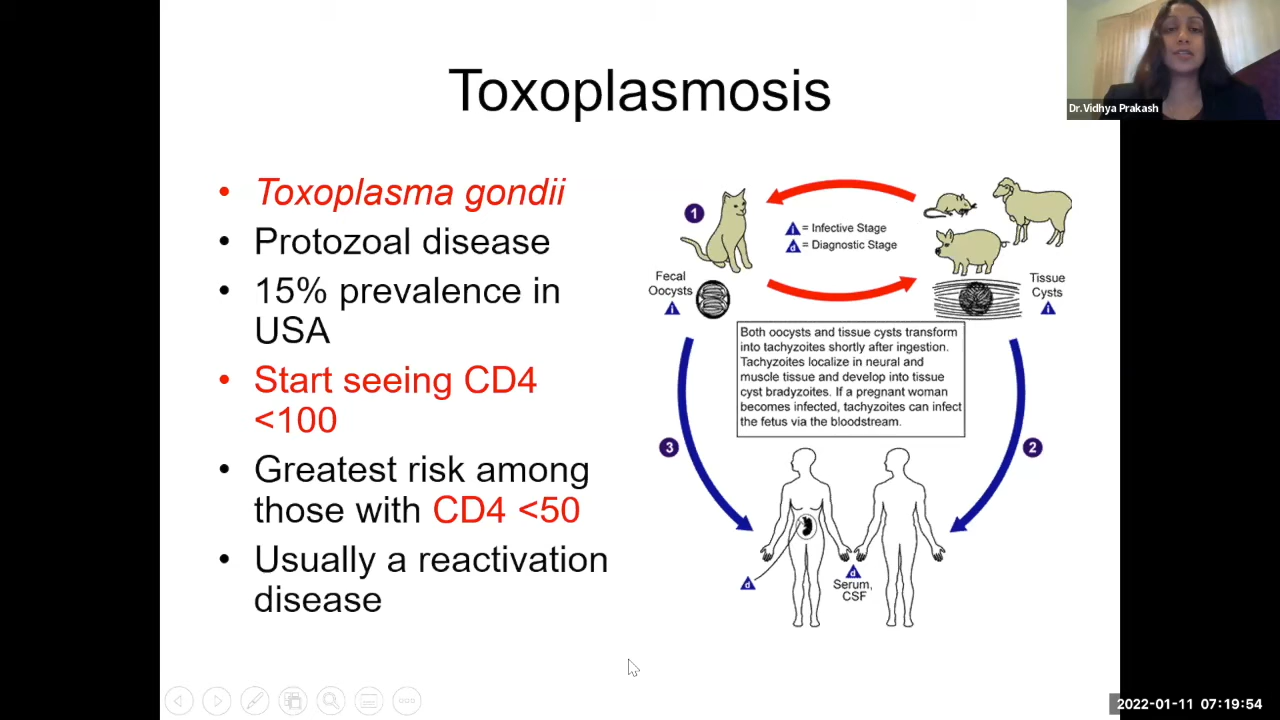 Toxoplasmosis
Dr.Vidhya Prakash
• Toxoplasma gondii
• Protozoal disease
• 15% prevalence in
USA
• Start seeing CD4
<100
• Greatest risk among
those with CD4 <50
• Usually a reactivation
disease
1
i = Infective Stage
d = Diagnostic Stage
Fecal
Oocysts
i
Tissue
Cysts
i
Both oocysts and tissue cysts transform
into tachyzoites shortly after ingestion.
Tachyzoites localize in neural and
muscle tissue and develop into tissue
cyst bradyzoites. If a pregnant woman
becomes infected, tachyzoites can infect
the fetus via the bloodstream.
3
2
d
d
Serum,
CSF
2022-01-11 07:19:54